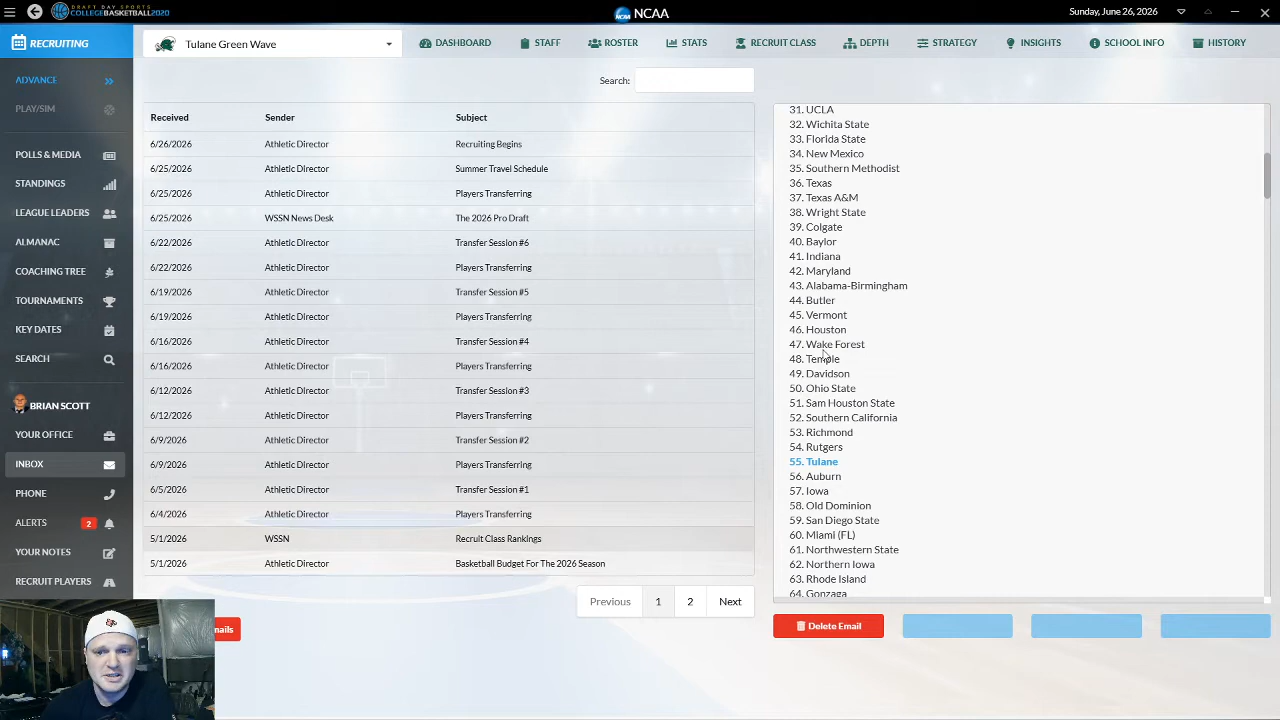 DRAFT DAY SPORTS
COLLEGE BASKETBALL 2020
NCAA
Sunday, June 26, 2026
RECRUITING
Tulane Green Wave
DASHBOARD
STAFF
ROSTER
STATS
RECRUIT CLASS
DEPTH
STRATEGY
INSIGHTS
SCHOOL INFO
HISTORY
ADVANCE
PLAY/SIM
POLLS & MEDIA
STANDINGS
LEAGUE LEADERS
ALMANAC
COACHING TREE
TOURNAMENTS
KEY DATES
SEARCH
BRIAN SCOTT
YOUR OFFICE
INBOX
PHONE
ALERTS 2
YOUR NOTES
RECRUIT PLAYERS
Search:
Received Sender Subject
6/26/2026 Athletic Director Recruiting Begins
6/25/2026 Athletic Director Summer Travel Schedule
6/25/2026 Athletic Director Players Transferring
6/25/2026 WSSN News Desk The 2026 Pro Draft
6/22/2026 Athletic Director Transfer Session #6
6/22/2026 Athletic Director Players Transferring
6/19/2026 Athletic Director Transfer Session #5
6/19/2026 Athletic Director Players Transferring
6/16/2026 Athletic Director Transfer Session #4
6/16/2026 Athletic Director Players Transferring
6/12/2026 Athletic Director Transfer Session #3
6/12/2026 Athletic Director Players Transferring
6/9/2026 Athletic Director Transfer Session #2
6/9/2026 Athletic Director Players Transferring
6/5/2026 Athletic Director Transfer Session #1
6/4/2026 Athletic Director Players Transferring
5/1/2026 WSSN Recruit Class Rankings
5/1/2026 Athletic Director Basketball Budget For The 2026 Season
Previous 1 2 Next
nails
31. UCLA
32. Wichita State
33. Florida State
34. New Mexico
35. Southern Methodist
36. Texas
37. Texas A&M
38. Wright State
39. Colgate
40. Baylor
41. Indiana
42. Maryland
43. Alabama-Birmingham
44. Butler
45. Vermont
46. Houston
47. Wake Forest
48. Temple
49. Davidson
50. Ohio State
51. Sam Houston State
52. Southern California
53. Richmond
54. Rutgers
55. Tulane
56. Auburn
57. Iowa
58. Old Dominion
59. San Diego State
60. Miami (FL)
61. Northwestern State
62. Northern Iowa
63. Rhode Island
64. Gonzaga
Delete Email